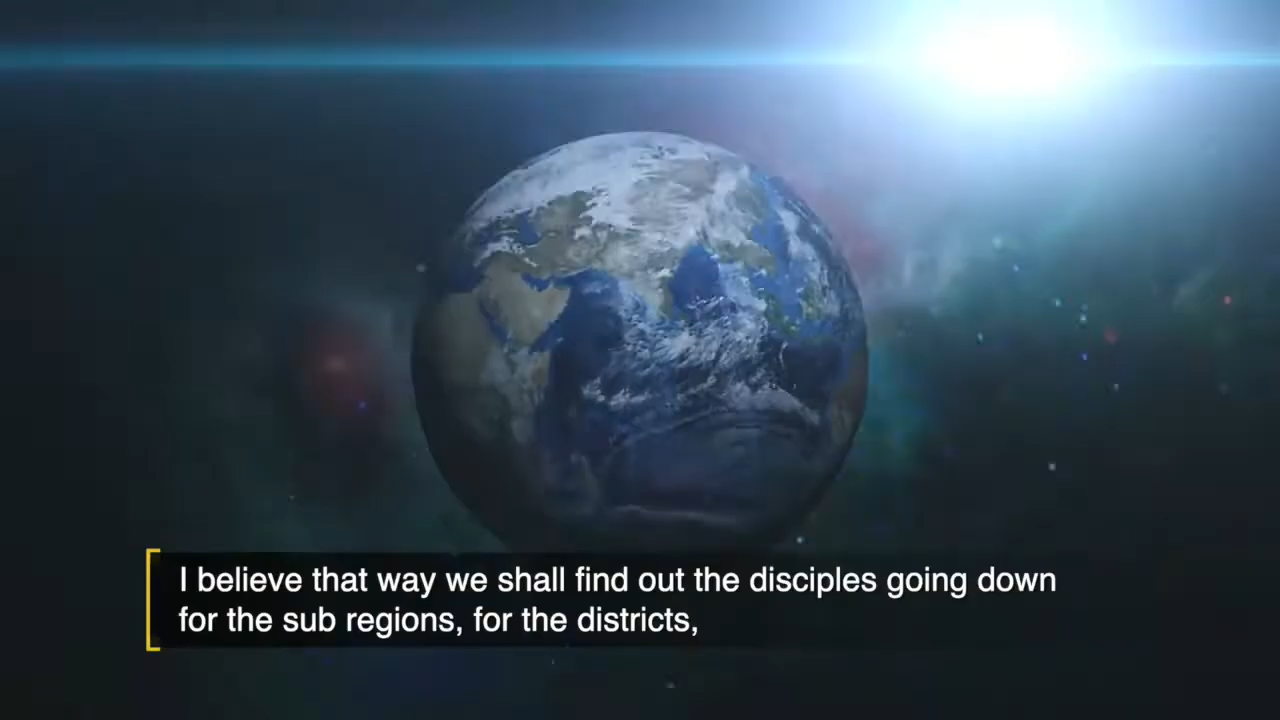 I believe that way we shall find out the disciples going down
for the sub regions, for the districts,